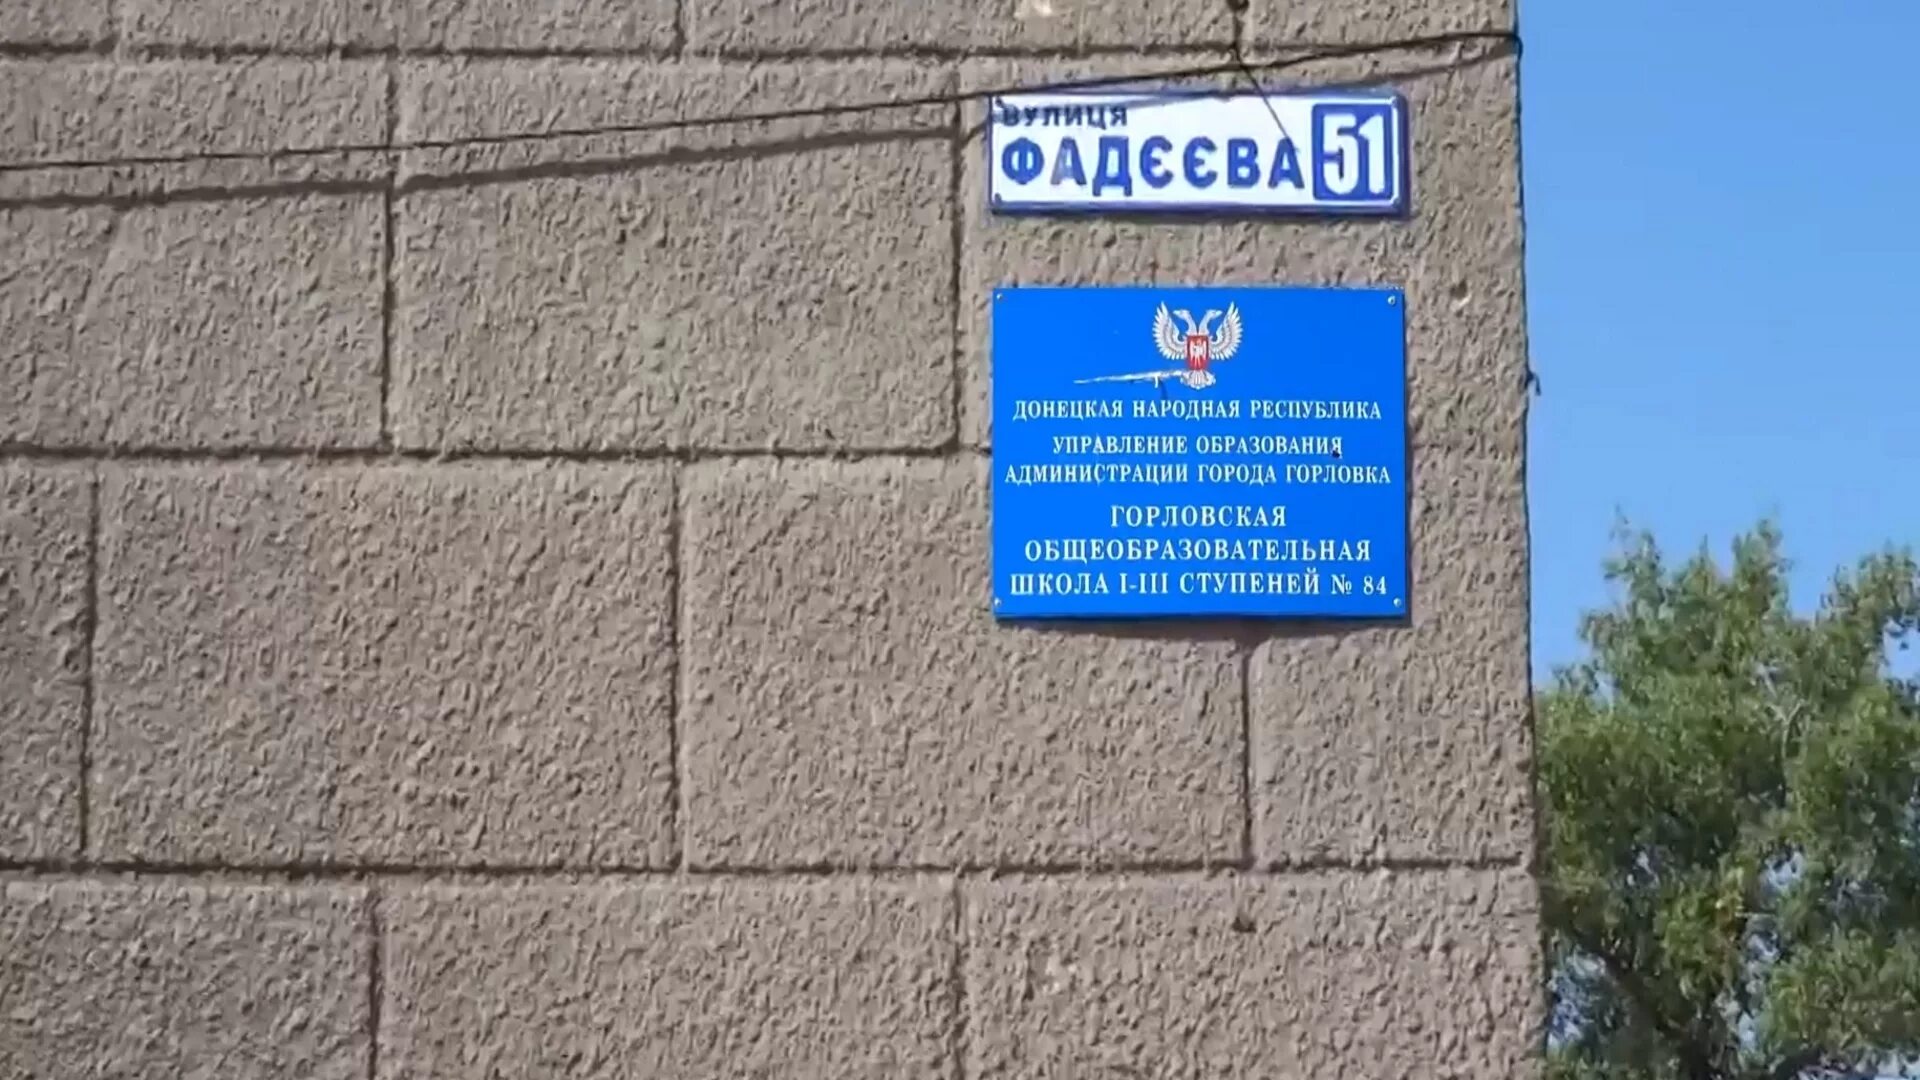 ВУЛИЦЯ
ФАДЄЄВА 51
ДОНЕЦКАЯ НАРОДНАЯ РЕСПУБЛИКА
УПРАВЛЕНИЕ ОБРАЗОВАНИЯ
АДМИНИСТРАЦИИ ГОРОДА ГОРЛОВКА
ГОРЛОВСКАЯ
ОБЩЕОБРАЗОВАТЕЛЬНАЯ
ШКОЛА I-III СТУПЕНЕЙ № 84